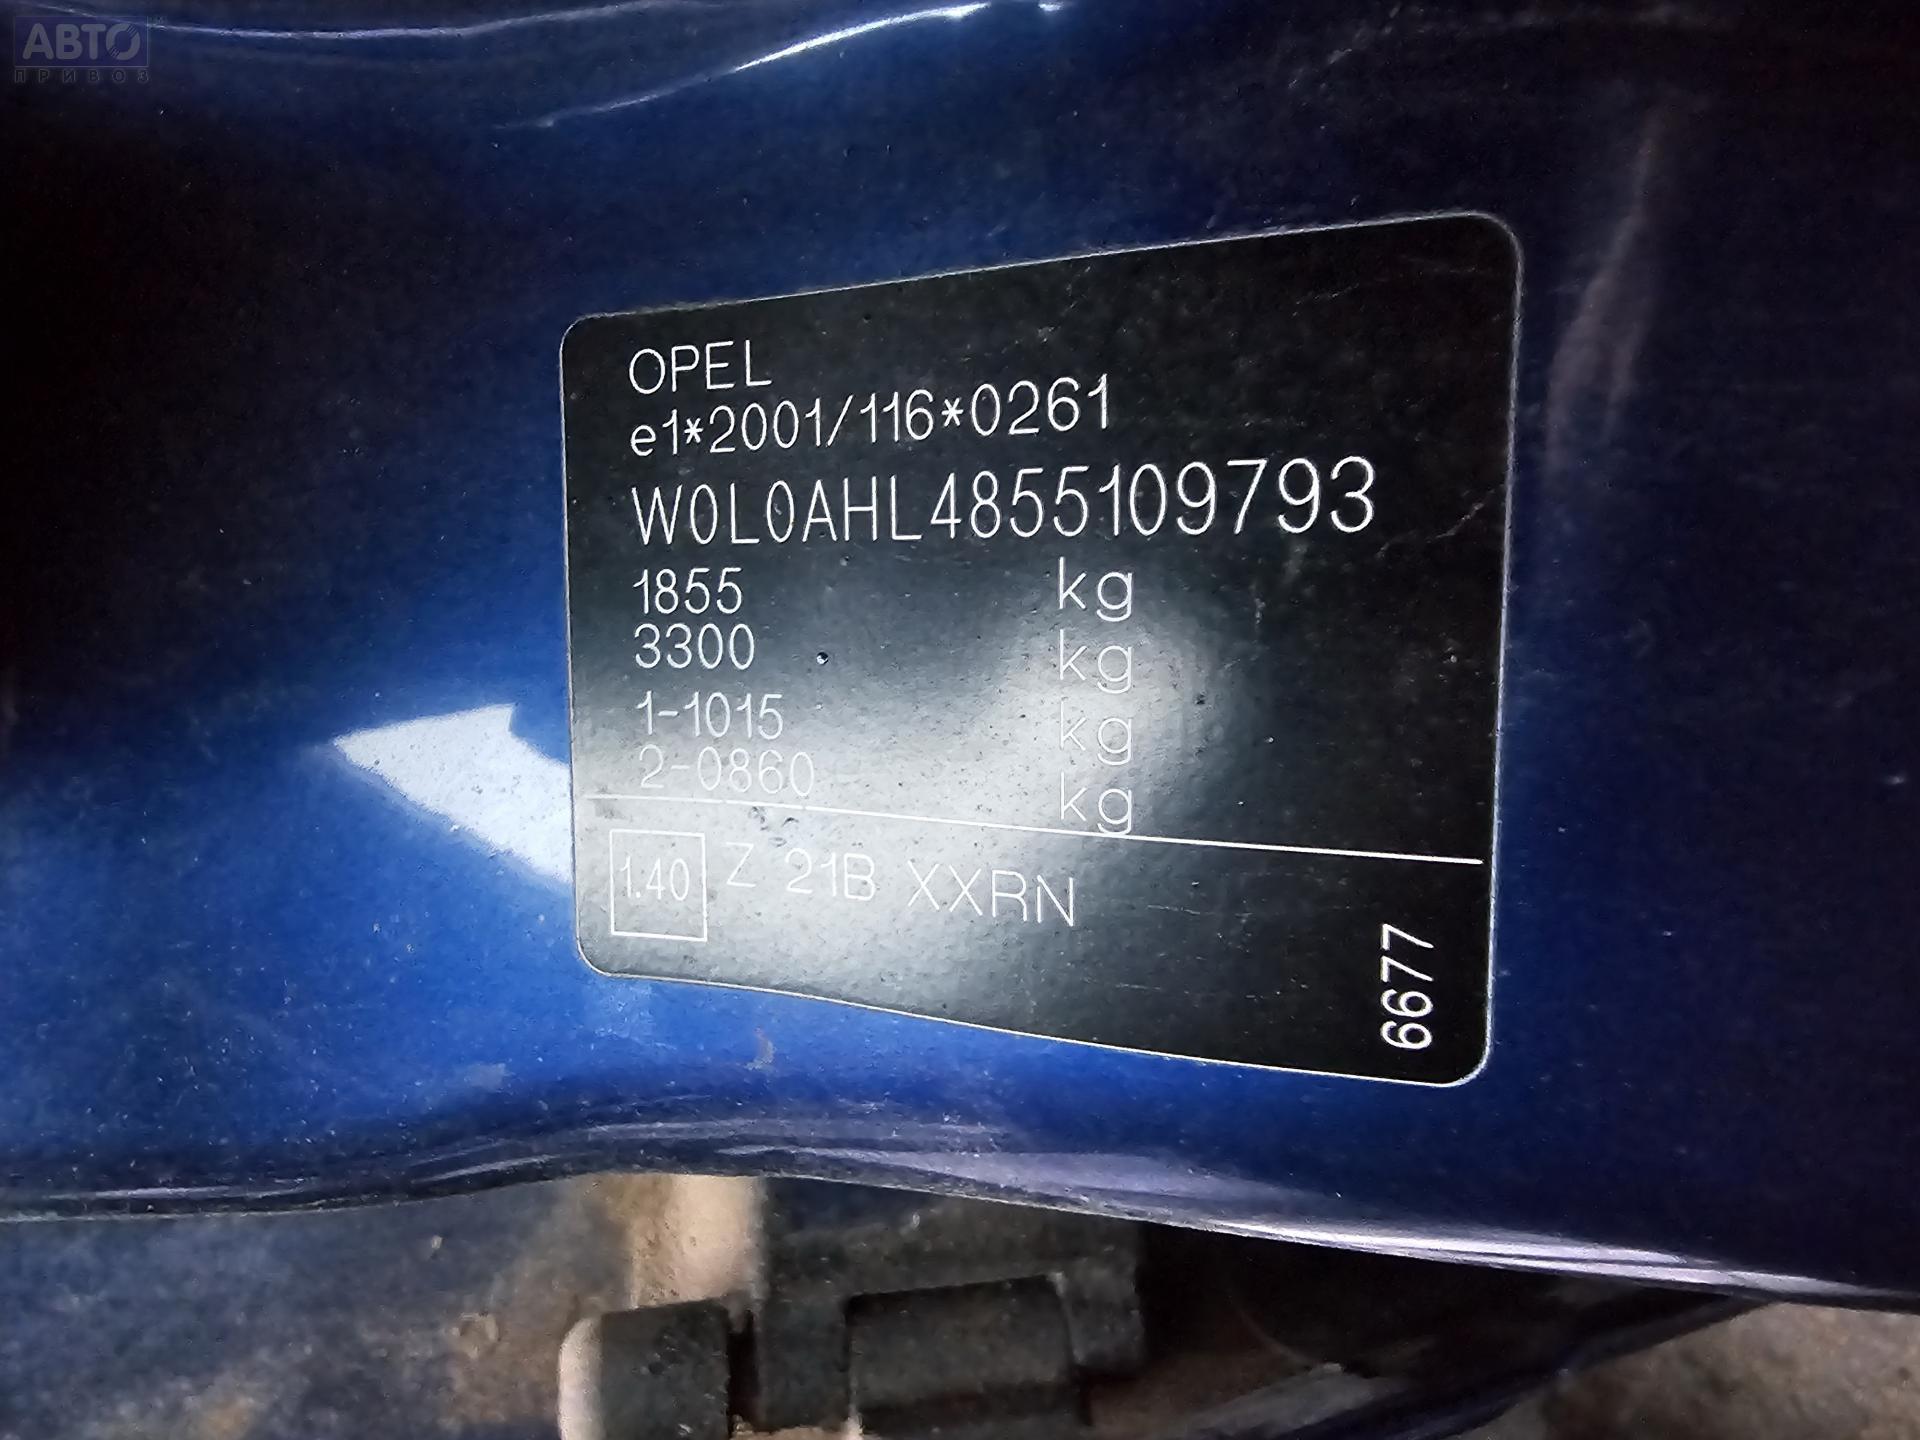 АВТО
ПРИВОЗ
OPEL
e1*2001/116*0261
W0L0AHL4855109793
1855 kg
3300 kg
1-1015 kg
2-0860 kg
1.40 Z 21B XXRN
6677